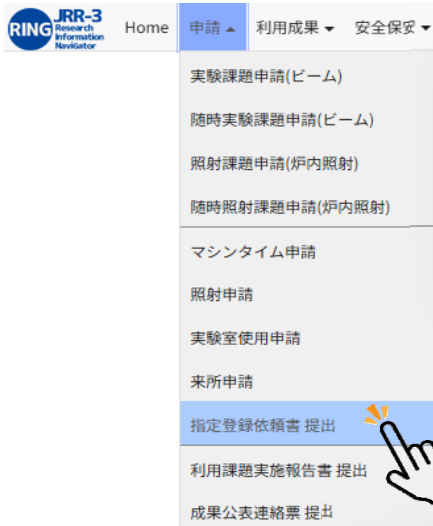 RING JRR-3 Research Information Navigator
Home 申請 ▲ 利用成果 ▼ 安全保安 ▼
実験課題申請(ビーム)
随時実験課題申請(ビーム)
照射課題申請(炉内照射)
随時照射課題申請(炉内照射)
マシンタイム申請
照射申請
実験室使用申請
来所申請
指定登録依頼書 提出
利用課題実施報告書 提出
成果公表連絡票 提出